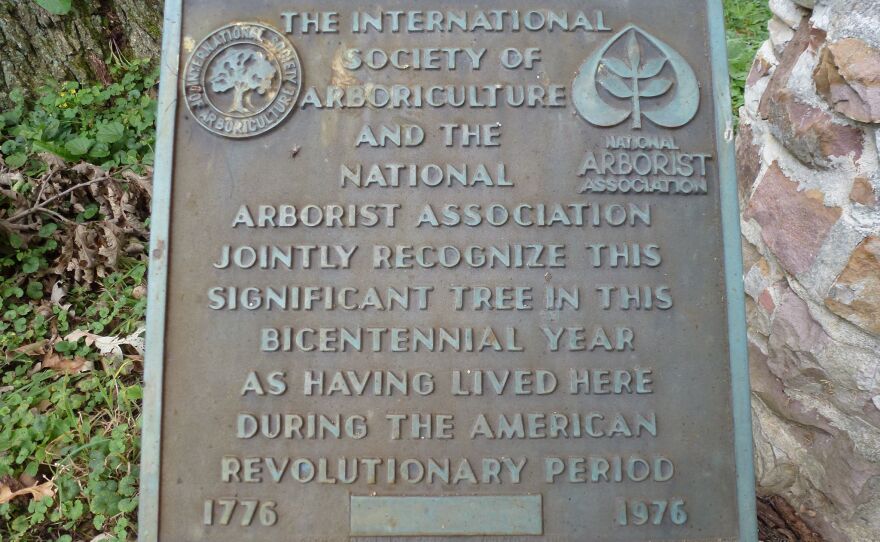 THE INTERNATIONAL
SOCIETY OF
ARBORICULTURE
AND THE
NATIONAL
ARBORIST ASSOCIATION
JOINTLY RECOGNIZE THIS
SIGNIFICANT TREE IN THIS
BICENTENNIAL YEAR
AS HAVING LIVED HERE
DURING THE AMERICAN
REVOLUTIONARY PERIOD
1776 1976
INTERNATIONAL SOCIETY OF ARBORICULTURE
NATIONAL
ARBORIST
ASSOCIATION